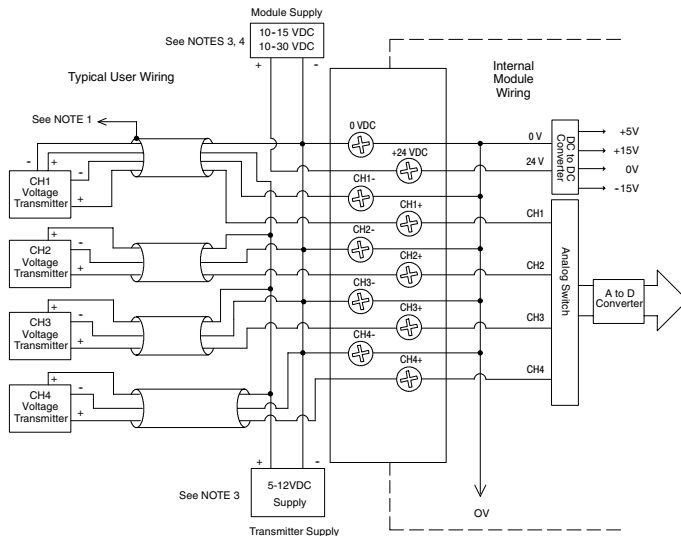 Module Supply
10-15 VDC
10-30 VDC
See NOTES 3, 4
+ -
Typical User Wiring
Internal
Module
Wiring
See NOTE 1
0 VDC
+24 VDC
0 V
24 V
DC to DC
Converter
+5V
+15V
0V
-15V
- +
-
+
CH1
Voltage
Transmitter
CH1-
CH1+
CH1
+
-
+
CH2
Voltage
Transmitter
CH2-
CH2+
CH2
+
-
+
CH3
Voltage
Transmitter
CH3-
CH3+
CH3
Analog Switch
A to D
Converter
+
-
+
CH4
Voltage
Transmitter
CH4-
CH4+
CH4
+ -
See NOTE 3
5-12VDC
Supply
Transmitter Supply
OV